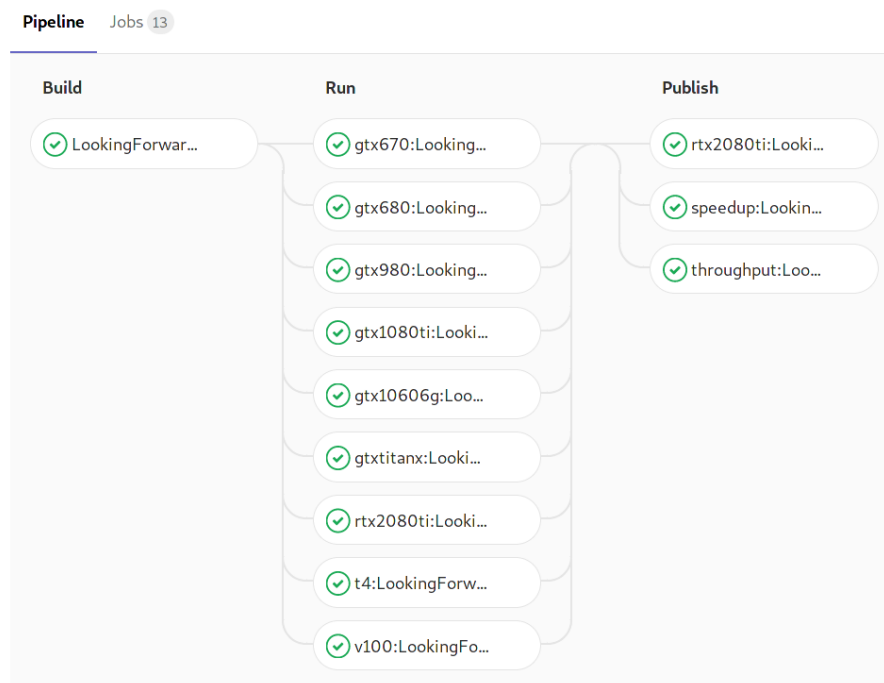 Pipeline Jobs 13
Build
LookingForwar...
Run
gtx670:Looking...
gtx680:Looking...
gtx980:Looking...
gtx1080ti:Looki...
gtx10606g:Loo...
gtxtitanx:Looki...
rtx2080ti:Looki...
t4:LookingForw...
v100:LookingFo...
Publish
rtx2080ti:Looki...
speedup:Lookin...
throughput:Loo...